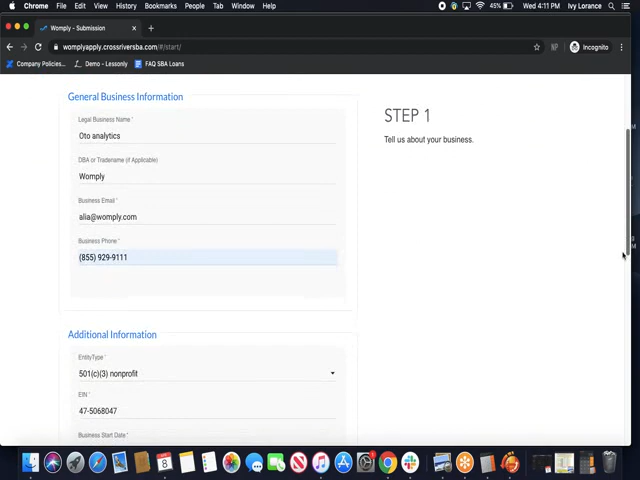 Chrome File Edit View History Bookmarks People Tab Window Help 45% Wed 4:11 PM Ivy Lorance
Womply - Submission
womplyapply.crossriversba.com/#/start/
NP Incognito
Company Policies... Demo - Lessonly FAQ SBA Loans
General Business Information
STEP 1
Tell us about your business.
Legal Business Name *
Oto analytics
DBA or Tradename (if Applicable)
Womply
Business Email *
alia@womply.com
Business Phone *
(855) 929-9111
Additional Information
EntityType *
501(c)(3) nonprofit
EIN *
47-5068047
Business Start Date *
8